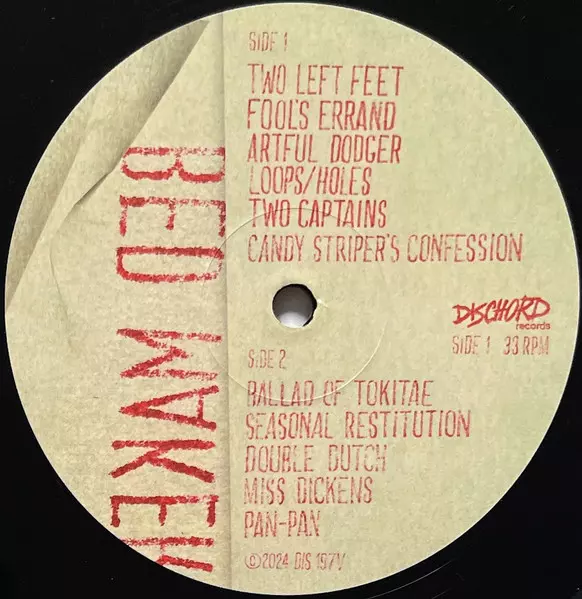 BED MAKER
SIDE 1
TWO LEFT FEET
FOOL'S ERRAND
ARTFUL DODGER
LOOPS/HOLES
TWO CAPTAINS
CANDY STRIPER'S CONFESSION
DISCHORD
records
SIDE 1 33 RPM
SIDE 2
BALLAD OF TOKITAE
SEASONAL RESTITUTION
DOUBLE DUTCH
MISS DICKENS
PAN-PAN
©2024 DIS 197V